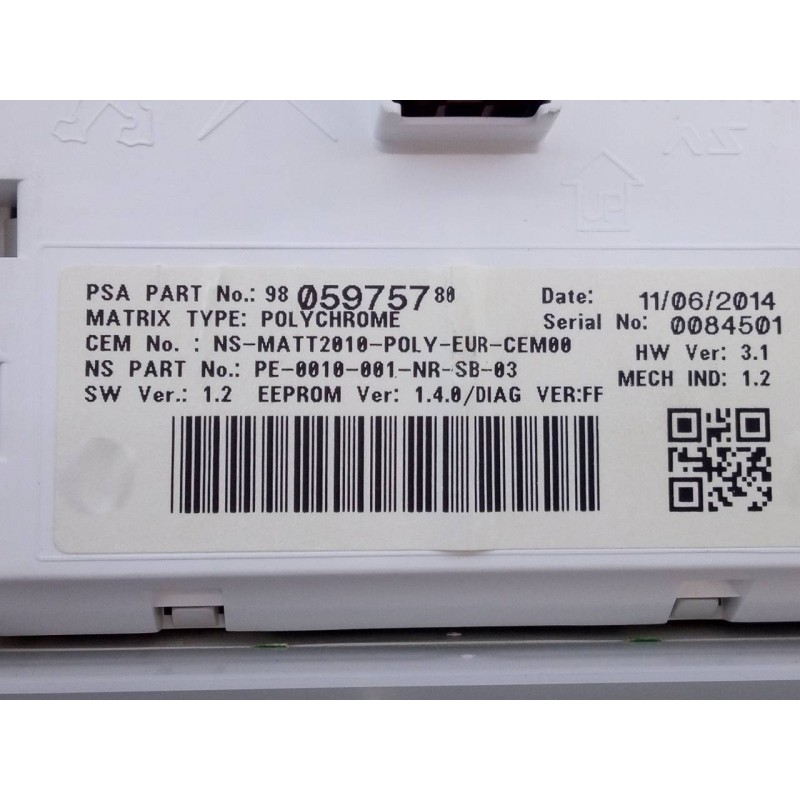 UP
PSA PART No.: 98 059757 80 Date: 11/06/2014
MATRIX TYPE: POLYCHROME Serial No: 0084501
CEM No. : NS-MATT2010-POLY-EUR-CEM00 HW Ver: 3.1
NS PART No.: PE-0010-001-NR-SB-03 MECH IND: 1.2
SW Ver.: 1.2 EEPROM Ver: 1.4.0/DIAG VER:FF